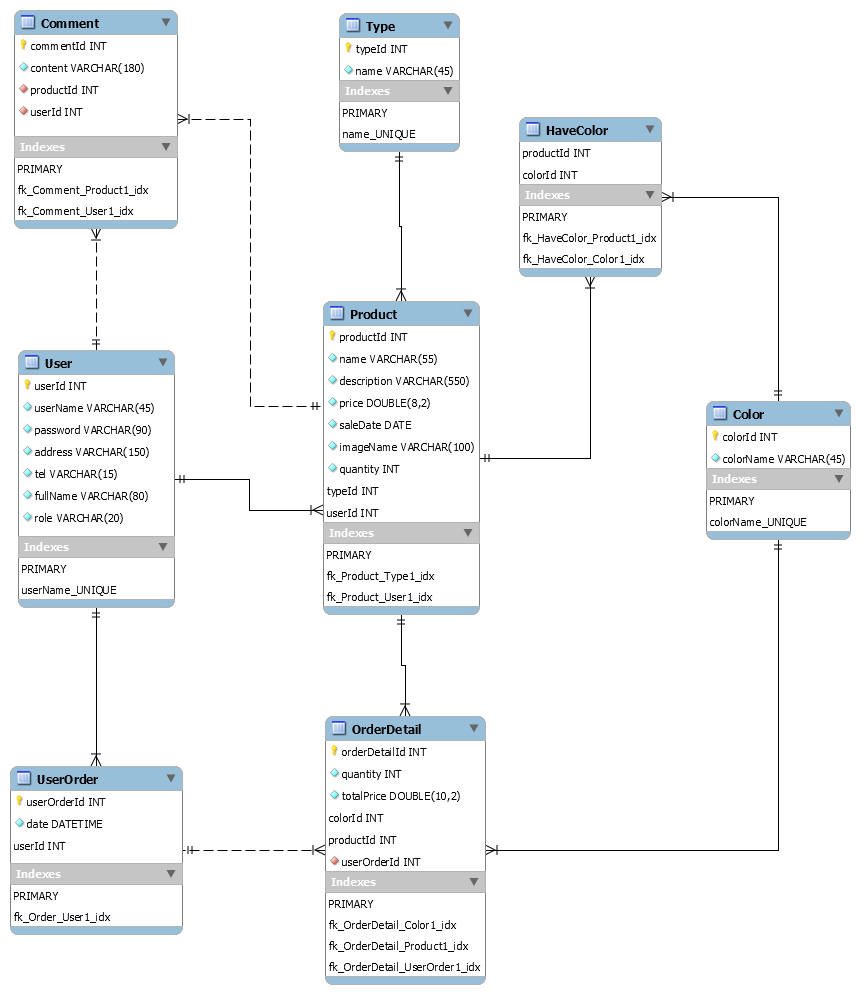 Comment
commentId INT
content VARCHAR(180)
productId INT
userId INT
Indexes
PRIMARY
fk_Comment_Product1_idx
fk_Comment_User1_idx
Type
typeId INT
name VARCHAR(45)
Indexes
PRIMARY
name_UNIQUE
HaveColor
productId INT
colorId INT
Indexes
PRIMARY
fk_HaveColor_Product1_idx
fk_HaveColor_Color1_idx
User
userId INT
userName VARCHAR(45)
password VARCHAR(90)
address VARCHAR(150)
tel VARCHAR(15)
fullName VARCHAR(80)
role VARCHAR(20)
Indexes
PRIMARY
userName_UNIQUE
Product
productId INT
name VARCHAR(55)
description VARCHAR(550)
price DOUBLE(8,2)
saleDate DATE
imageName VARCHAR(100)
quantity INT
typeId INT
userId INT
Indexes
PRIMARY
fk_Product_Type1_idx
fk_Product_User1_idx
Color
colorId INT
colorName VARCHAR(45)
Indexes
PRIMARY
colorName_UNIQUE
UserOrder
userOrderId INT
date DATETIME
userId INT
Indexes
PRIMARY
fk_Order_User1_idx
OrderDetail
orderDetailId INT
quantity INT
totalPrice DOUBLE(10,2)
colorId INT
productId INT
userOrderId INT
Indexes
PRIMARY
fk_OrderDetail_Color1_idx
fk_OrderDetail_Product1_idx
fk_OrderDetail_UserOrder1_idx